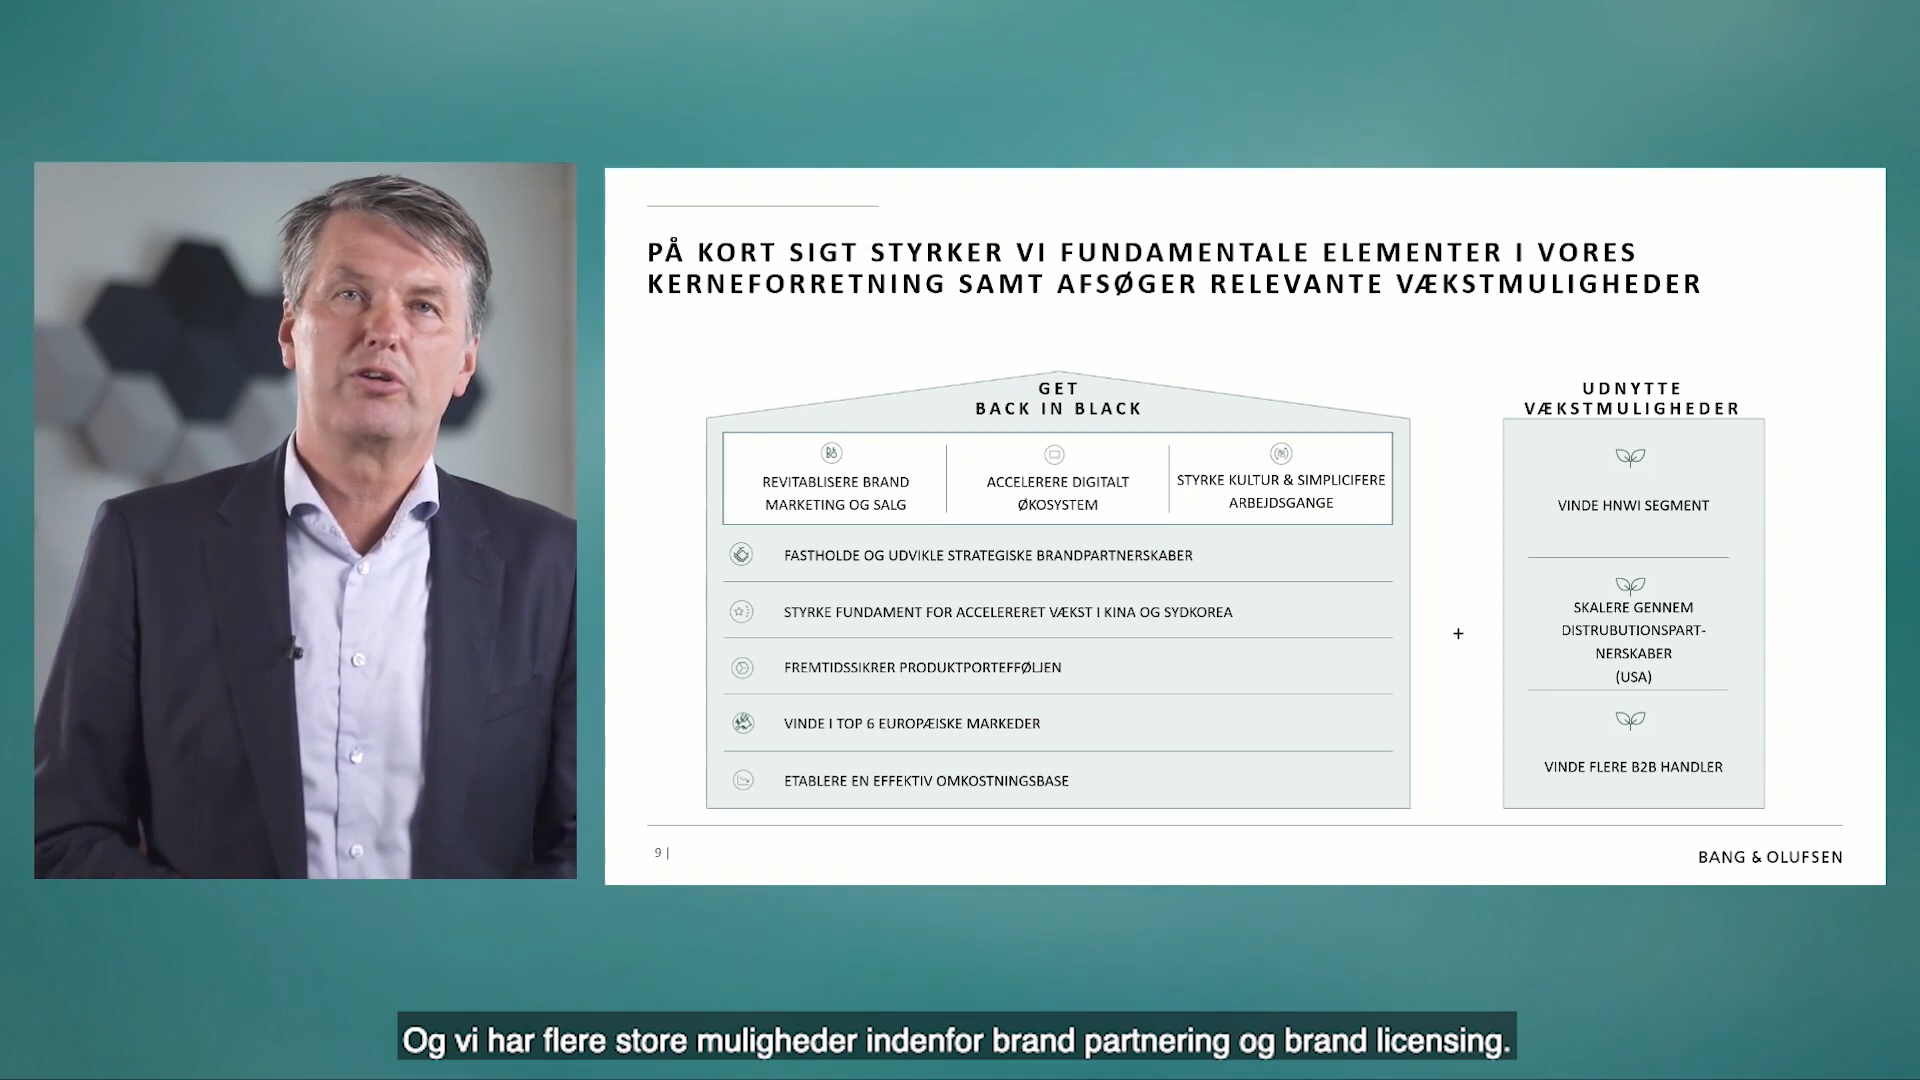 PÅ KORT SIGT STYRKER VI FUNDAMENTALE ELEMENTER I VORES
KERNEFORRETNING SAMT AFSØGER RELEVANTE VÆKSTMULIGHEDER
GET
BACK IN BLACK
REVITABLISERE BRAND
MARKETING OG SALG
ACCELERERE DIGITALT
ØKOSYSTEM
STYRKE KULTUR & SIMPLICIFERE
ARBEJDSGANGE
FASTHOLDE OG UDVIKLE STRATEGISKE BRANDPARTNERSKABER
STYRKE FUNDAMENT FOR ACCELERERET VÆKST I KINA OG SYDKOREA
FREMTIDSSIKRER PRODUKTPORTEFFØLJEN
VINDE I TOP 6 EUROPÆISKE MARKEDER
ETABLERE EN EFFEKTIV OMKOSTNINGSBASE
+
UDNYTTE
VÆKSTMULIGHEDER
VINDE HNWI SEGMENT
SKALERE GENNEM
DISTRUBUTIONSPART-
NERSKABER
(USA)
VINDE FLERE B2B HANDLER
9 |
BANG & OLUFSEN
Og vi har flere store muligheder indenfor brand partnering og brand licensing.